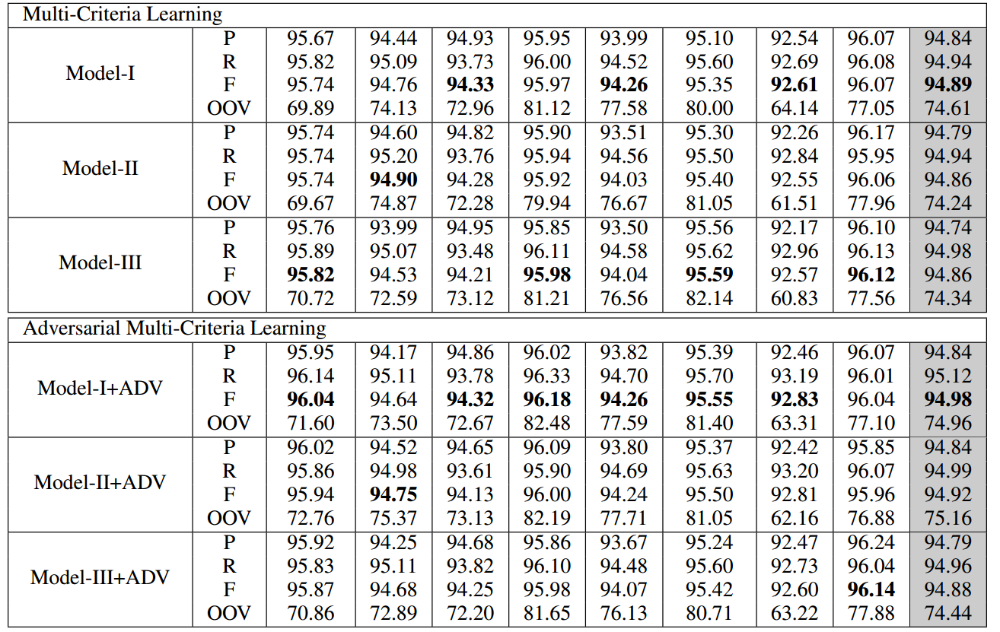 Multi-Criteria Learning
Model-I
P 95.67 94.44 94.93 95.95 93.99 95.10 92.54 96.07 94.84
R 95.82 95.09 93.73 96.00 94.52 95.60 92.69 96.08 94.94
F 95.74 94.76 94.33 95.97 94.26 95.35 92.61 96.07 94.89
OOV 69.89 74.13 72.96 81.12 77.58 80.00 64.14 77.05 74.61
Model-II
P 95.74 94.60 94.82 95.90 93.51 95.30 92.26 96.17 94.79
R 95.74 95.20 93.76 95.94 94.56 95.50 92.84 95.95 94.94
F 95.74 94.90 94.28 95.92 94.03 95.40 92.55 96.06 94.86
OOV 69.67 74.87 72.28 79.94 76.67 81.05 61.51 77.96 74.24
Model-III
P 95.76 93.99 94.95 95.85 93.50 95.56 92.17 96.10 94.74
R 95.89 95.07 93.48 96.11 94.58 95.62 92.96 96.13 94.98
F 95.82 94.53 94.21 95.98 94.04 95.59 92.57 96.12 94.86
OOV 70.72 72.59 73.12 81.21 76.56 82.14 60.83 77.56 74.34
Adversarial Multi-Criteria Learning
Model-I+ADV
P 95.95 94.17 94.86 96.02 93.82 95.39 92.46 96.07 94.84
R 96.14 95.11 93.78 96.33 94.70 95.70 93.19 96.01 95.12
F 96.04 94.64 94.32 96.18 94.26 95.55 92.83 96.04 94.98
OOV 71.60 73.50 72.67 82.48 77.59 81.40 63.31 77.10 74.96
Model-II+ADV
P 96.02 94.52 94.65 96.09 93.80 95.37 92.42 95.85 94.84
R 95.86 94.98 93.61 95.90 94.69 95.63 93.20 96.07 94.99
F 95.94 94.75 94.13 96.00 94.24 95.50 92.81 95.96 94.92
OOV 72.76 75.37 73.13 82.19 77.71 81.05 62.16 76.88 75.16
Model-III+ADV
P 95.92 94.25 94.68 95.86 93.67 95.24 92.47 96.24 94.79
R 95.83 95.11 93.82 96.10 94.48 95.60 92.73 96.04 94.96
F 95.87 94.68 94.25 95.98 94.07 95.42 92.60 96.14 94.88
OOV 70.86 72.89 72.20 81.65 76.13 80.71 63.22 77.88 74.44